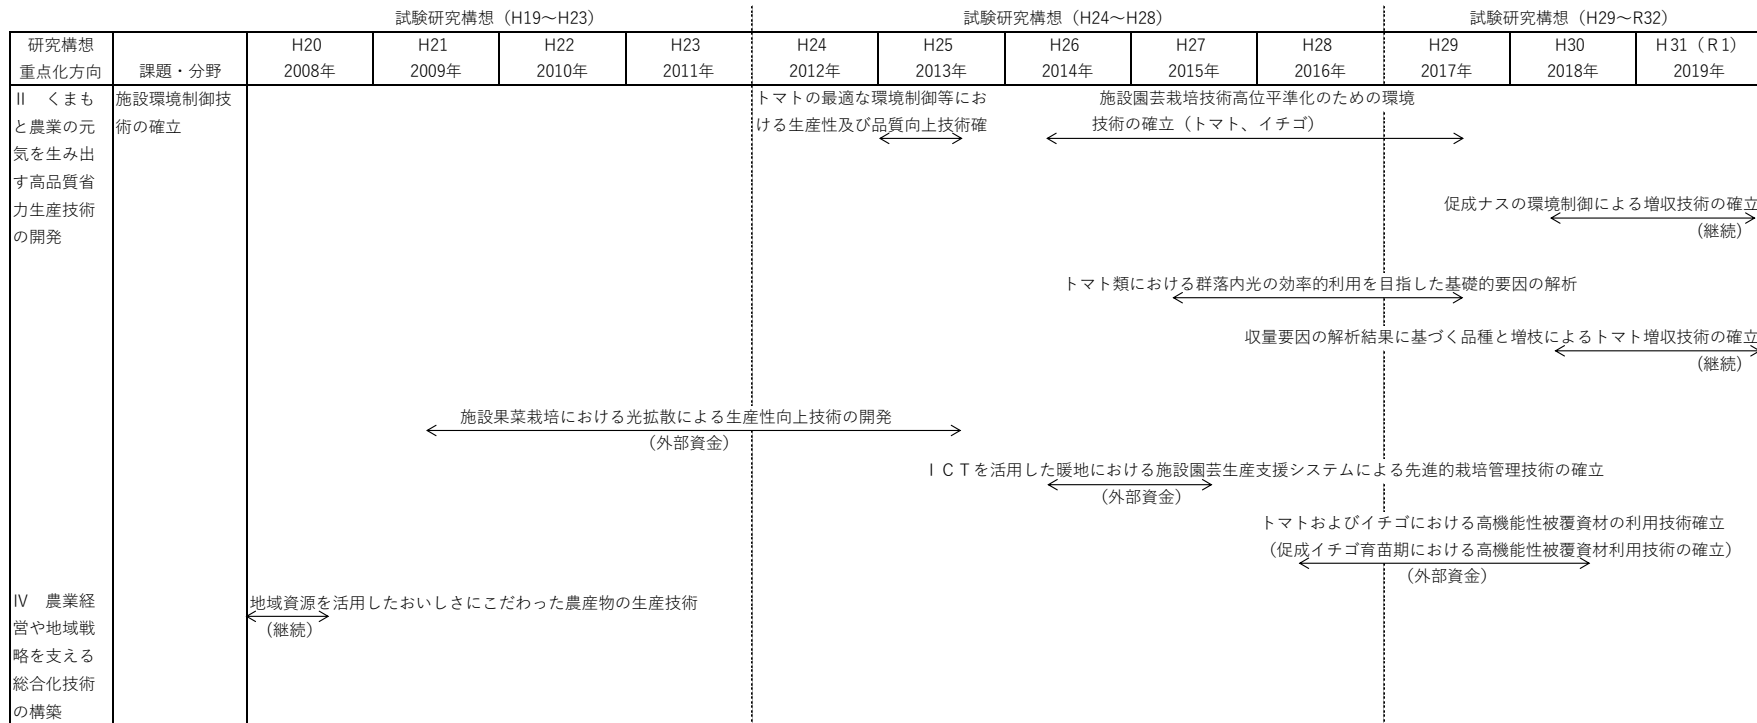 試験研究構想（H19～H23）
試験研究構想（H24～H28）
試験研究構想（H29～R32）
研究構想
重点化方向
課題・分野
H20
2008年
H21
2009年
H22
2010年
H23
2011年
H24
2012年
H25
2013年
H26
2014年
H27
2015年
H28
2016年
H29
2017年
H30
2018年
H31（R1）
2019年
Ⅱ　くまも
と農業の元
気を生み出
す高品質省
力生産技術
の開発
施設環境制御技
術の確立
トマトの最適な環境制御等にお
ける生産性及び品質向上技術確
施設園芸栽培技術高位平準化のための環境
技術の確立（トマト、イチゴ）
促成ナスの環境制御による増収技術の確立
（継続）
トマト類における群落内光の効率的利用を目指した基礎的要因の解析
収量要因の解析結果に基づく品種と増枝によるトマト増収技術の確立
（継続）
施設果菜栽培における光拡散による生産性向上技術の開発
（外部資金）
ＩＣＴを活用した暖地における施設園芸生産支援システムによる先進的栽培管理技術の確立
（外部資金）
トマトおよびイチゴにおける高機能性被覆資材の利用技術確立
（促成イチゴ育苗期における高機能性被覆資材利用技術の確立）
（外部資金）
Ⅳ　農業経
営や地域戦
略を支える
総合化技術
の構築
地域資源を活用したおいしさにこだわった農産物の生産技術
（継続）